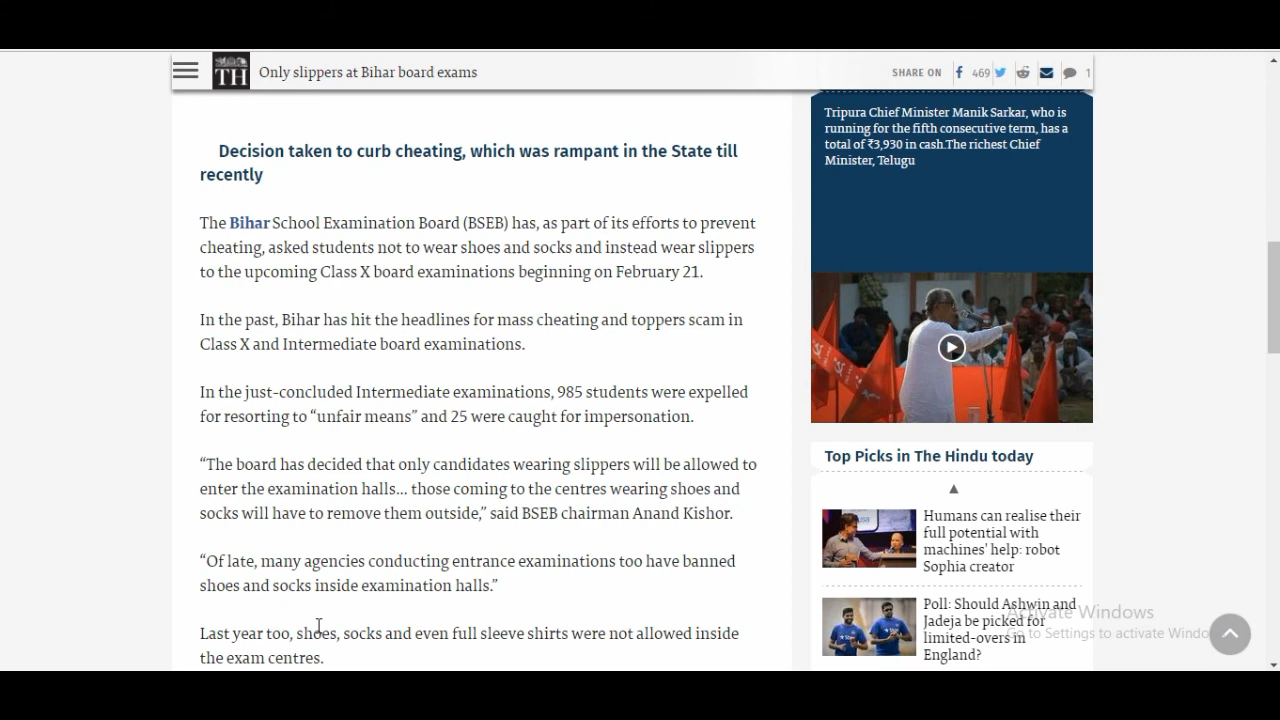 TH
Only slippers at Bihar board exams
SHARE ON
469
1
Decision taken to curb cheating, which was rampant in the State till
recently
The Bihar School Examination Board (BSEB) has, as part of its efforts to prevent
cheating, asked students not to wear shoes and socks and instead wear slippers
to the upcoming Class X board examinations beginning on February 21.
In the past, Bihar has hit the headlines for mass cheating and toppers scam in
Class X and Intermediate board examinations.
In the just-concluded Intermediate examinations, 985 students were expelled
for resorting to “unfair means” and 25 were caught for impersonation.
“The board has decided that only candidates wearing slippers will be allowed to
enter the examination halls... those coming to the centres wearing shoes and
socks will have to remove them outside,” said BSEB chairman Anand Kishor.
“Of late, many agencies conducting entrance examinations too have banned
shoes and socks inside examination halls.”
Last year too, shoes, socks and even full sleeve shirts were not allowed inside
the exam centres.
Tripura Chief Minister Manik Sarkar, who is
running for the fifth consecutive term, has a
total of ₹3,930 in cash.The richest Chief
Minister, Telugu
Top Picks in The Hindu today
Humans can realise their
full potential with
machines' help: robot
Sophia creator
Poll: Should Ashwin and
Jadeja be picked for
limited-overs in
England?
Activate Windows
Go to Settings to activate Windo